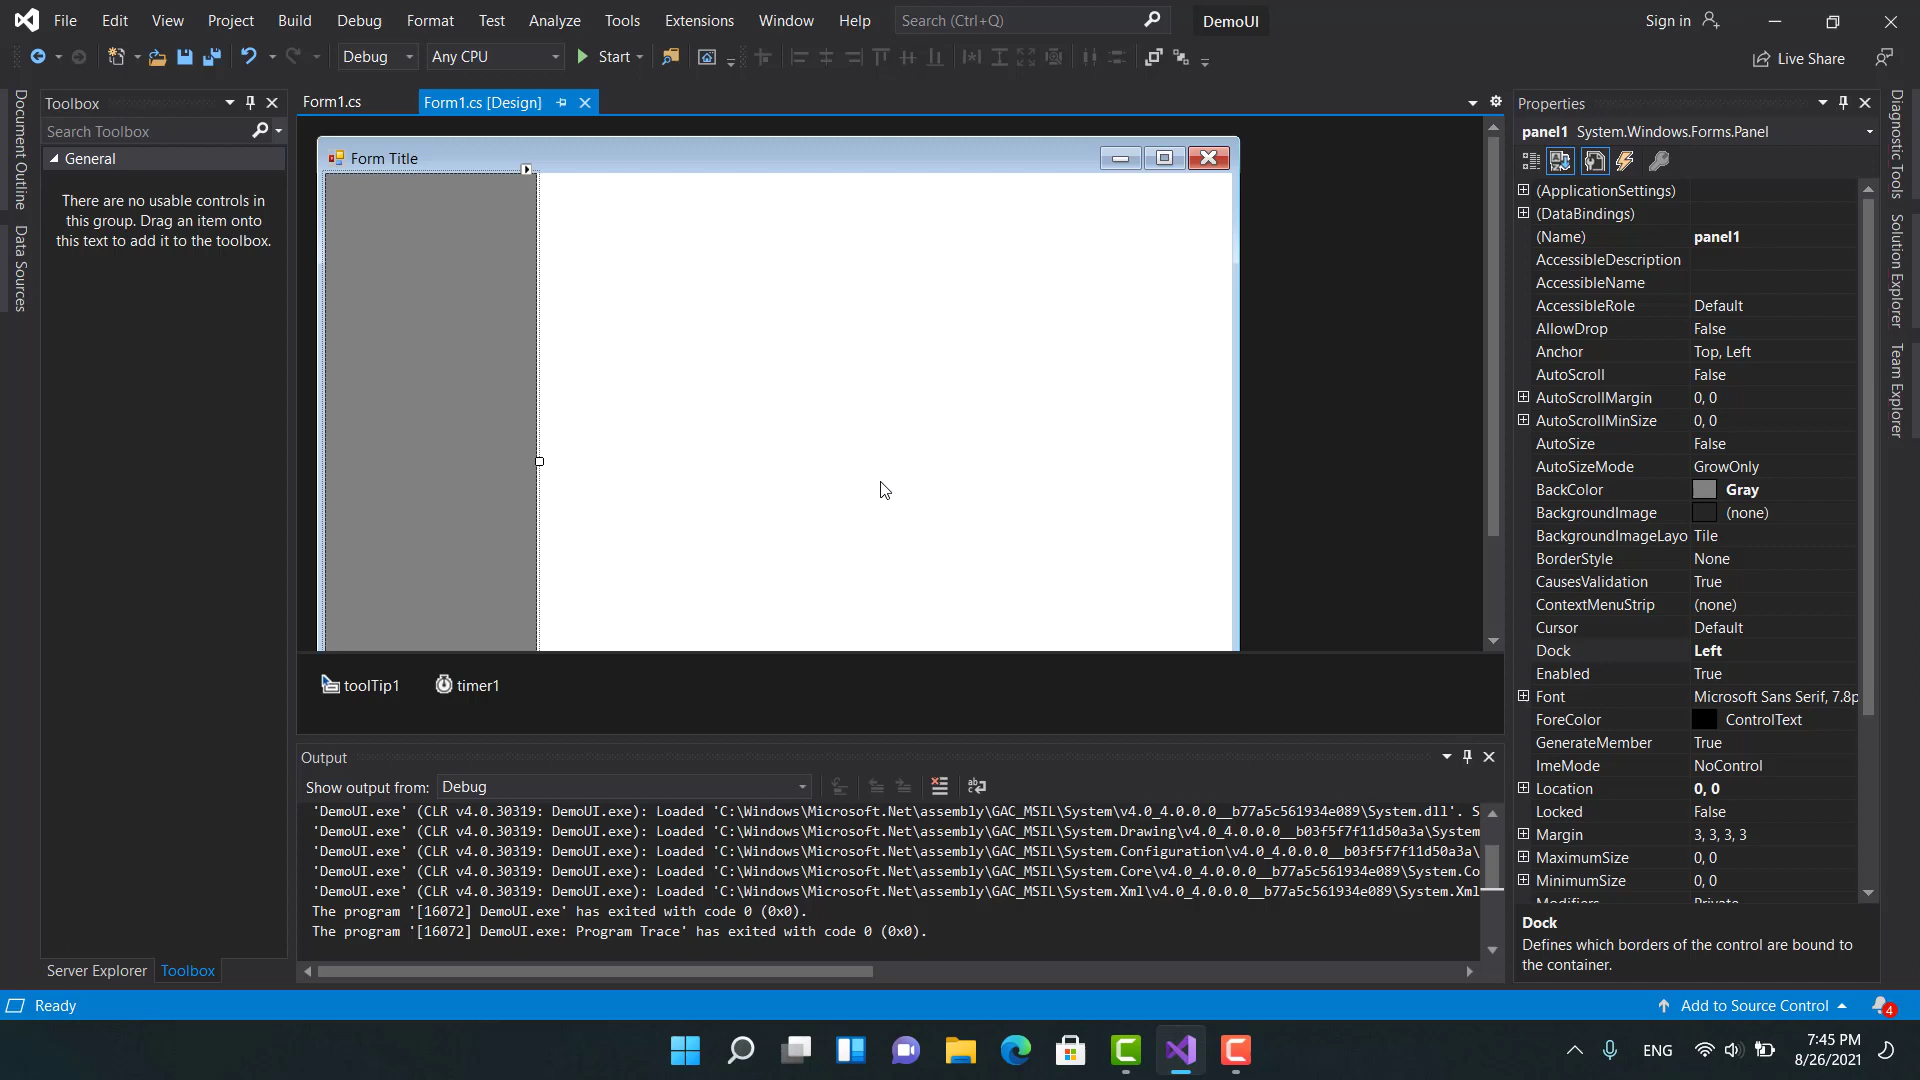 File Edit View Project Build Debug Format Test Analyze Tools Extensions Window Help Search (Ctrl+Q) DemoUI Sign in
Debug Any CPU Start Live Share
Document Outline
Data Sources
Toolbox
Search Toolbox
General
There are no usable controls in
this group. Drag an item onto
this text to add it to the toolbox.
Server Explorer Toolbox
Form1.cs Form1.cs [Design]
Form Title
toolTip1 timer1
Output
Show output from: Debug
'DemoUI.exe' (CLR v4.0.30319: DemoUI.exe): Loaded 'C:\Windows\Microsoft.Net\assembly\GAC_MSIL\System\v4.0_4.0.0.0__b77a5c561934e089\System.dll'. S
'DemoUI.exe' (CLR v4.0.30319: DemoUI.exe): Loaded 'C:\Windows\Microsoft.Net\assembly\GAC_MSIL\System.Drawing\v4.0_4.0.0.0__b03f5f7f11d50a3a\System
'DemoUI.exe' (CLR v4.0.30319: DemoUI.exe): Loaded 'C:\Windows\Microsoft.Net\assembly\GAC_MSIL\System.Configuration\v4.0_4.0.0.0__b03f5f7f11d50a3a\
'DemoUI.exe' (CLR v4.0.30319: DemoUI.exe): Loaded 'C:\Windows\Microsoft.Net\assembly\GAC_MSIL\System.Core\v4.0_4.0.0.0__b77a5c561934e089\System.Co
'DemoUI.exe' (CLR v4.0.30319: DemoUI.exe): Loaded 'C:\Windows\Microsoft.Net\assembly\GAC_MSIL\System.Xml\v4.0_4.0.0.0__b77a5c561934e089\System.Xml
The program '[16072] DemoUI.exe' has exited with code 0 (0x0).
The program '[16072] DemoUI.exe: Program Trace' has exited with code 0 (0x0).
Properties
panel1 System.Windows.Forms.Panel
(ApplicationSettings)
(DataBindings)
(Name) panel1
AccessibleDescription
AccessibleName
AccessibleRole Default
AllowDrop False
Anchor Top, Left
AutoScroll False
AutoScrollMargin 0, 0
AutoScrollMinSize 0, 0
AutoSize False
AutoSizeMode GrowOnly
BackColor Gray
BackgroundImage (none)
BackgroundImageLayo Tile
BorderStyle None
CausesValidation True
ContextMenuStrip (none)
Cursor Default
Dock Left
Enabled True
Font Microsoft Sans Serif, 7.8p
ForeColor ControlText
GenerateMember True
ImeMode NoControl
Location 0, 0
Locked False
Margin 3, 3, 3, 3
MaximumSize 0, 0
MinimumSize 0, 0
Modifiers Private
Dock
Defines which borders of the control are bound to
the container.
Diagnostic Tools
Solution Explorer
Team Explorer
Ready Add to Source Control 4
ENG 7:45 PM
8/26/2021